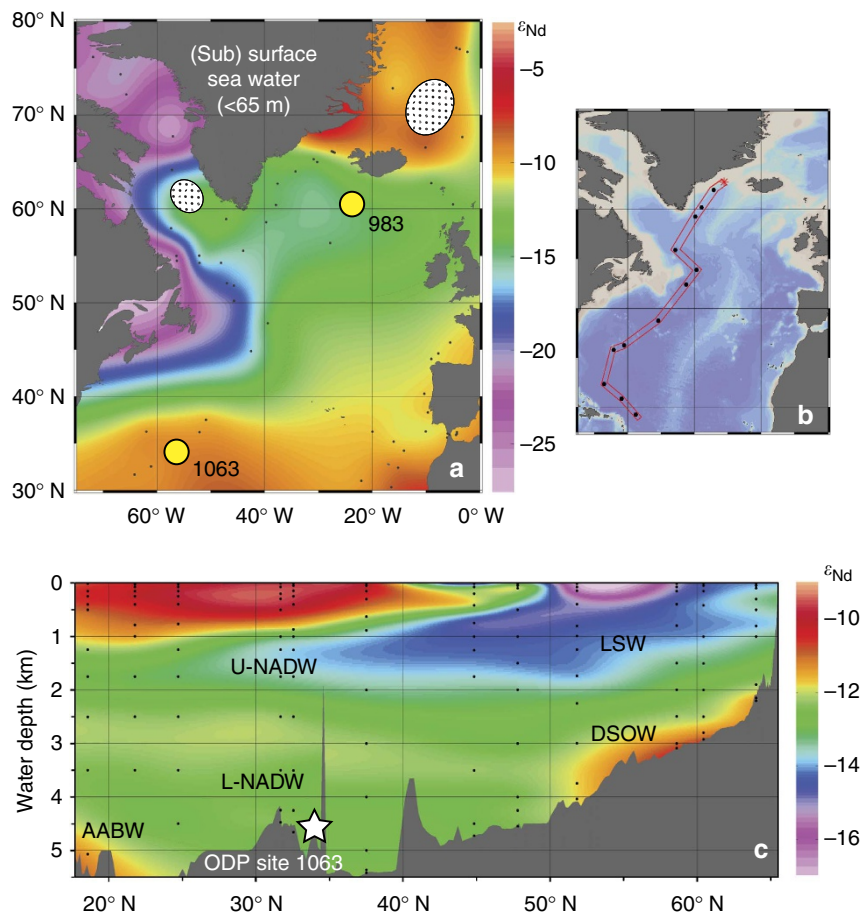 80° N
70° N
60° N
50° N
40° N
30° N
(Sub) surface
sea water
(<65 m)
983
1063
a
60° W
40° W
20° W
0° W
εNd
−5
−10
−15
−20
−25
b
Water depth (km)
0
1
2
3
4
5
U-NADW
LSW
DSOW
L-NADW
AABW
ODP site 1063
c
20° N
30° N
40° N
50° N
60° N
εNd
−10
−12
−14
−16